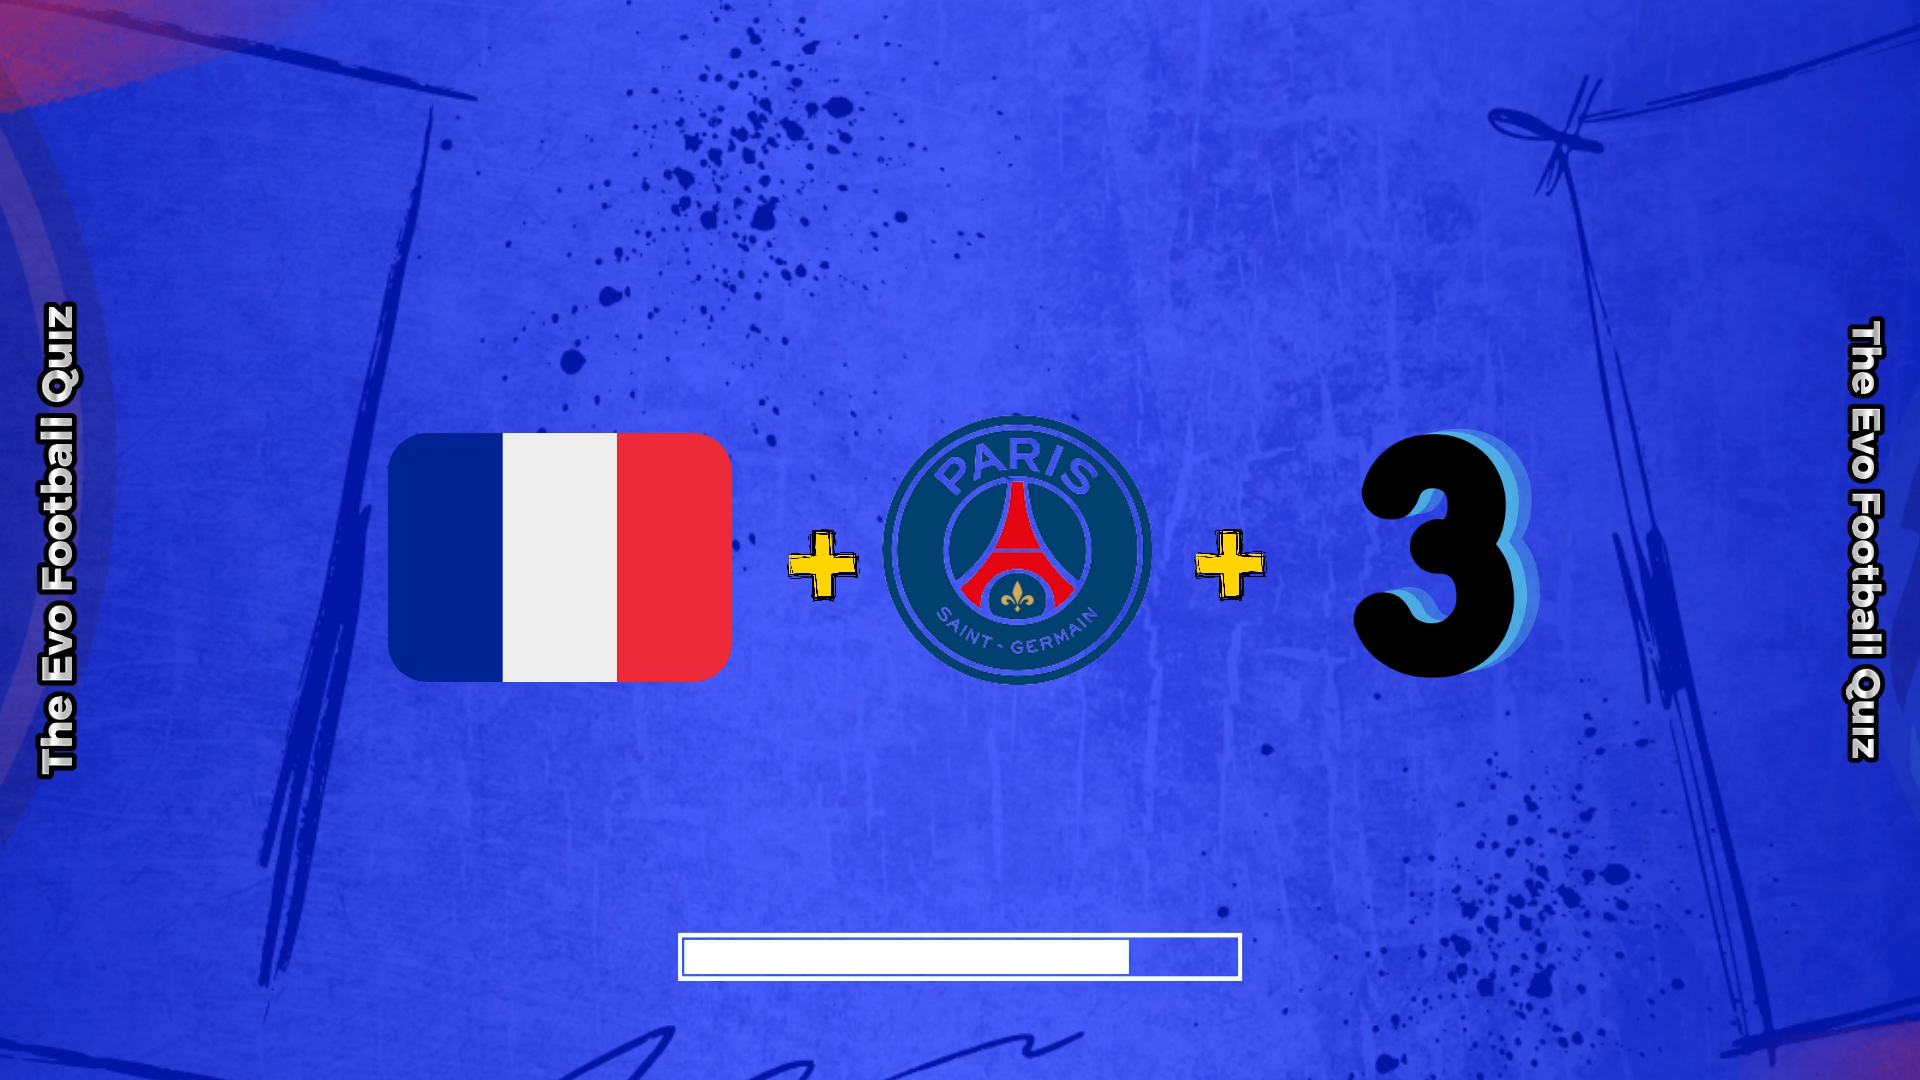 The Evo Football Quiz
PARIS
SAINT - GERMAIN
3
The Evo Football Quiz